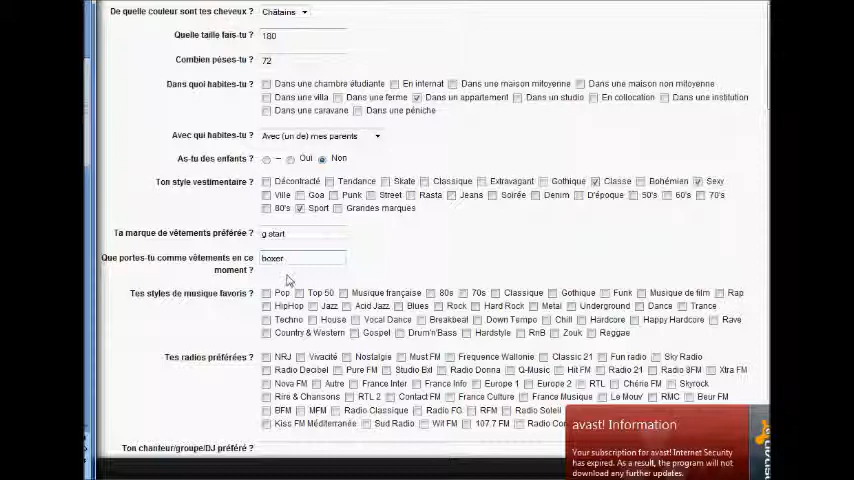 De quelle couleur sont tes cheveux ? Châtains
Quelle taille fais-tu ? 180
Combien pèses-tu ? 72
Dans quoi habites-tu ? Dans une chambre étudiante En internat Dans une maison mitoyenne Dans une maison non mitoyenne
Dans une villa Dans une ferme Dans un appartement Dans un studio En collocation Dans une institution
Dans une caravane Dans une péniche
Avec qui habites-tu ? Avec (un de) mes parents
As-tu des enfants ? – Oui Non
Ton style vestimentaire ? Décontracté Tendance Skate Classique Extravagant Gothique Classe Bohémien Sexy
Ville Goa Punk Street Rasta Jeans Soirée Denim D'époque 50's 60's 70's
80's Sport Grandes marques
Ta marque de vêtements préférée ? g start
Que portes-tu comme vêtements en ce boxer
moment ?
Tes styles de musique favoris ? Pop Top 50 Musique française 80s 70s Classique Gothique Funk Musique de film Rap
HipHop Jazz Acid Jazz Blues Rock Hard Rock Metal Underground Dance Trance
Techno House Vocal Dance Breakbeat Down Tempo Chill Hardcore Happy Hardcore Rave
Country & Western Gospel Drum'n'Bass Hardstyle RnB Zouk Reggae
Tes radios préférées ? NRJ Vivacité Nostalgie Must FM Frequence Wallonie Classic 21 Fun radio Sky Radio
Radio Decibel Pure FM Studio Bxl Radio Donna Q-Music Hit FM Radio 21 Radio 8FM Xtra FM
Nova FM Autre France Inter France Info Europe 1 Europe 2 RTL Chérie FM Skyrock
Rire & Chansons RTL 2 Contact FM France Culture France Musique Le Mouv RMC Beur FM
BFM MFM Radio Classique Radio FG RFM Radio Soleil
Kiss FM Méditerranée Sud Radio Wit FM 107.7 FM
Ton chanteur/groupe/DJ préféré ?
avast! Information
Your subscription for avast! Internet Security
has expired. As a result, the program will not
download any further updates.